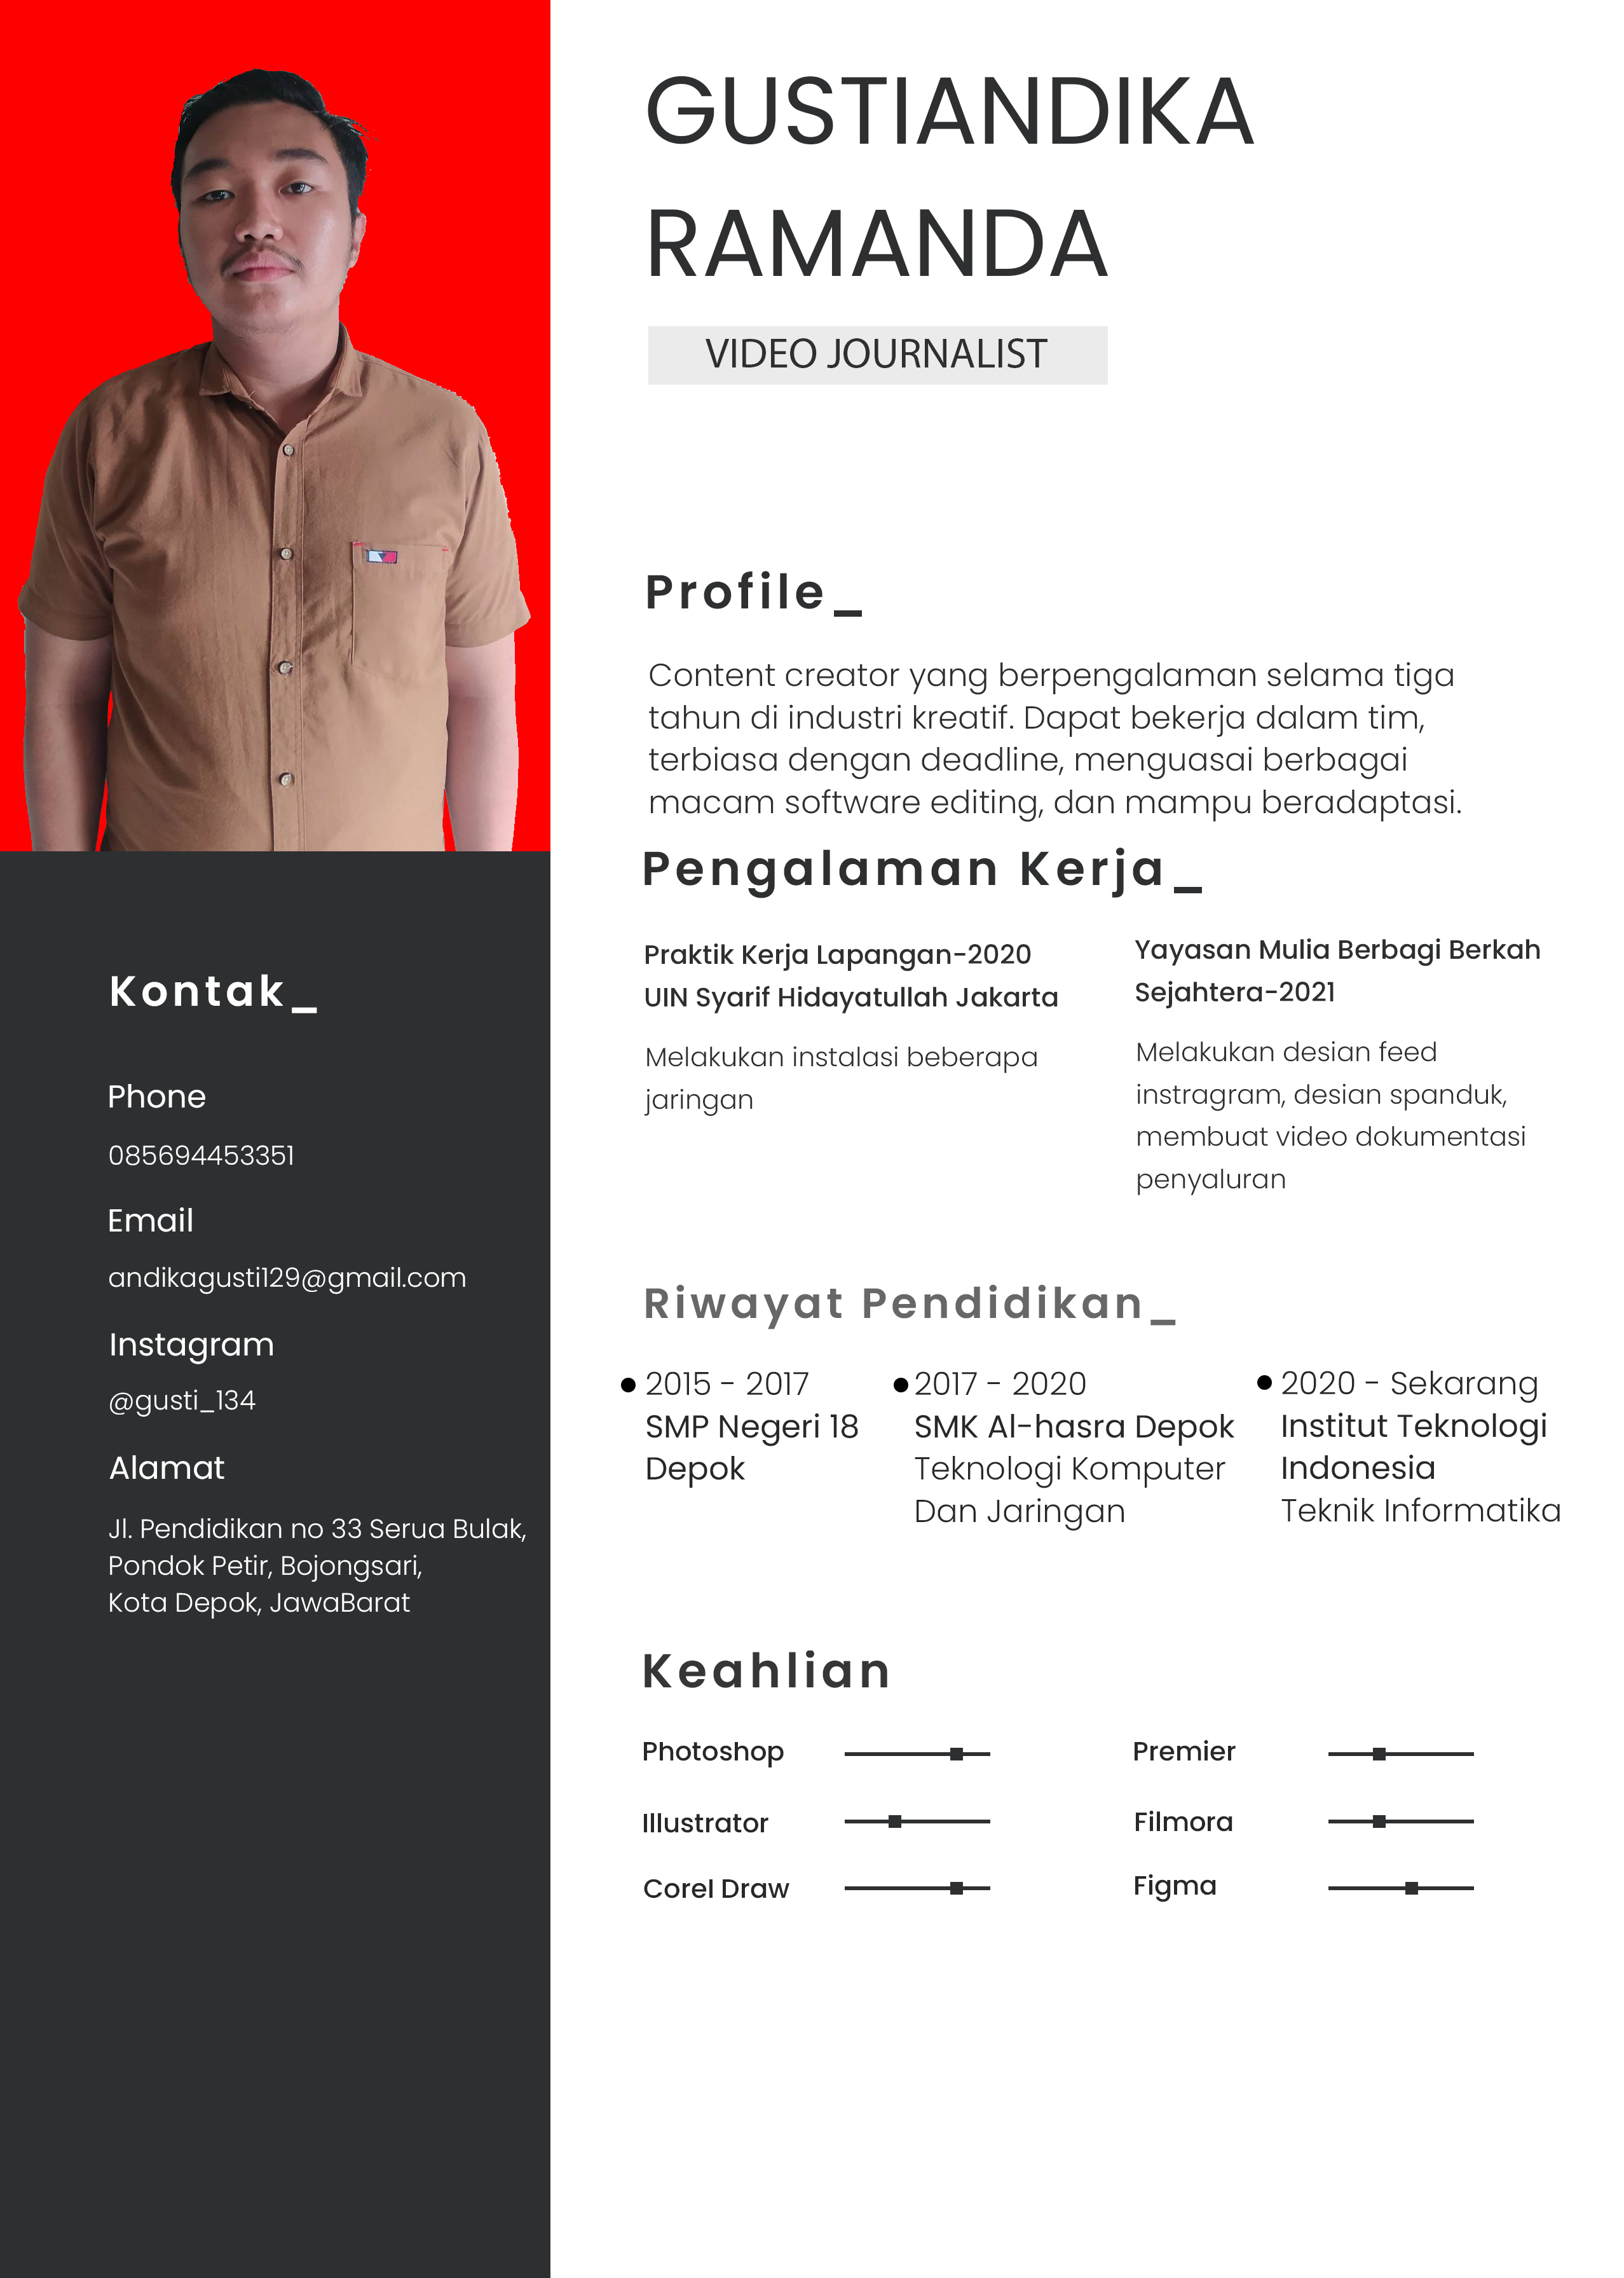 GUSTIANDIKA
RAMANDA
VIDEO JOURNALIST
Profile_
Content creator yang berpengalaman selama tiga
tahun di industri kreatif. Dapat bekerja dalam tim,
terbiasa dengan deadline, menguasai berbagai
macam software editing, dan mampu beradaptasi.
Pengalaman Kerja_
Praktik Kerja Lapangan-2020
UIN Syarif Hidayatullah Jakarta
Melakukan instalasi beberapa
jaringan
Yayasan Mulia Berbagi Berkah
Sejahtera-2021
Melakukan desian feed
instragram, desian spanduk,
membuat video dokumentasi
penyaluran
Riwayat Pendidikan_
2015 - 2017
SMP Negeri 18
Depok
2017 - 2020
SMK Al-hasra Depok
Teknologi Komputer
Dan Jaringan
2020 - Sekarang
Institut Teknologi
Indonesia
Teknik Informatika
Keahlian
Photoshop
Illustrator
Corel Draw
Premier
Filmora
Figma
Kontak_
Phone
085694453351
Email
andikagusti129@gmail.com
Instagram
@gusti_134
Alamat
Jl. Pendidikan no 33 Serua Bulak,
Pondok Petir, Bojongsari,
Kota Depok, JawaBarat